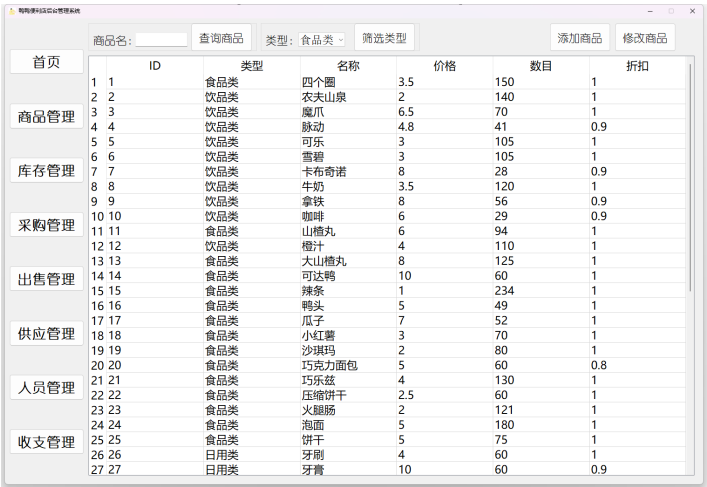 鸭鸭便利店后台管理系统
商品名: 查询商品 类型: 食品类 筛选类型 添加商品 修改商品
首页
商品管理
库存管理
采购管理
出售管理
供应管理
人员管理
收支管理
ID 类型 名称 价格 数目 折扣
1 1 食品类 四个圈 3.5 150 1
2 2 饮品类 农夫山泉 2 140 1
3 3 饮品类 魔爪 6.5 70 1
4 4 饮品类 脉动 4.8 41 0.9
5 5 饮品类 可乐 3 105 1
6 6 饮品类 雪碧 3 105 1
7 7 饮品类 卡布奇诺 8 28 0.9
8 8 饮品类 牛奶 3.5 120 1
9 9 饮品类 拿铁 8 56 0.9
10 10 饮品类 咖啡 6 29 0.9
11 11 食品类 山楂丸 6 94 1
12 12 饮品类 橙汁 4 110 1
13 13 食品类 大山楂丸 8 125 1
14 14 食品类 可达鸭 10 60 1
15 15 食品类 辣条 1 234 1
16 16 食品类 鸭头 5 49 1
17 17 食品类 瓜子 7 52 1
18 18 食品类 小红薯 3 70 1
19 19 食品类 沙琪玛 2 80 1
20 20 食品类 巧克力面包 5 60 0.8
21 21 食品类 巧乐兹 4 130 1
22 22 食品类 压缩饼干 2.5 60 1
23 23 食品类 火腿肠 2 121 1
24 24 食品类 泡面 5 180 1
25 25 食品类 饼干 5 75 1
26 26 日用类 牙刷 4 60 1
27 27 日用类 牙膏 10 60 0.9